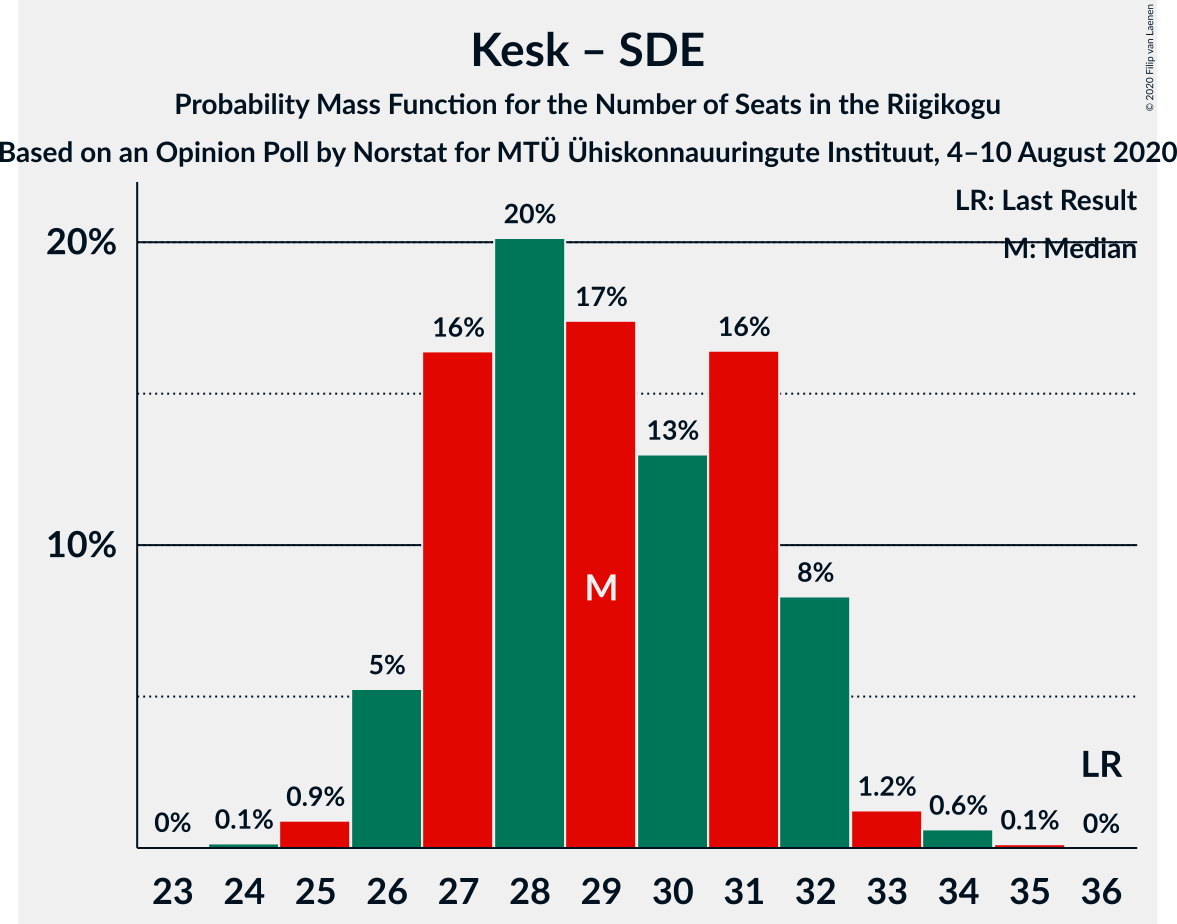 Kesk – SDE
Probability Mass Function for the Number of Seats in the Riigikogu
Based on an Opinion Poll by Norstat for MTÜ Ühiskonnauuringute Instituut, 4–10 August 2020
© 2020 Filip van Laenen
LR: Last Result
M: Median
20%
10%
0%
0.1%
0.9%
5%
16%
20%
17%
13%
16%
8%
1.2%
0.6%
0.1%
0%
M
LR
23 24 25 26 27 28 29 30 31 32 33 34 35 36